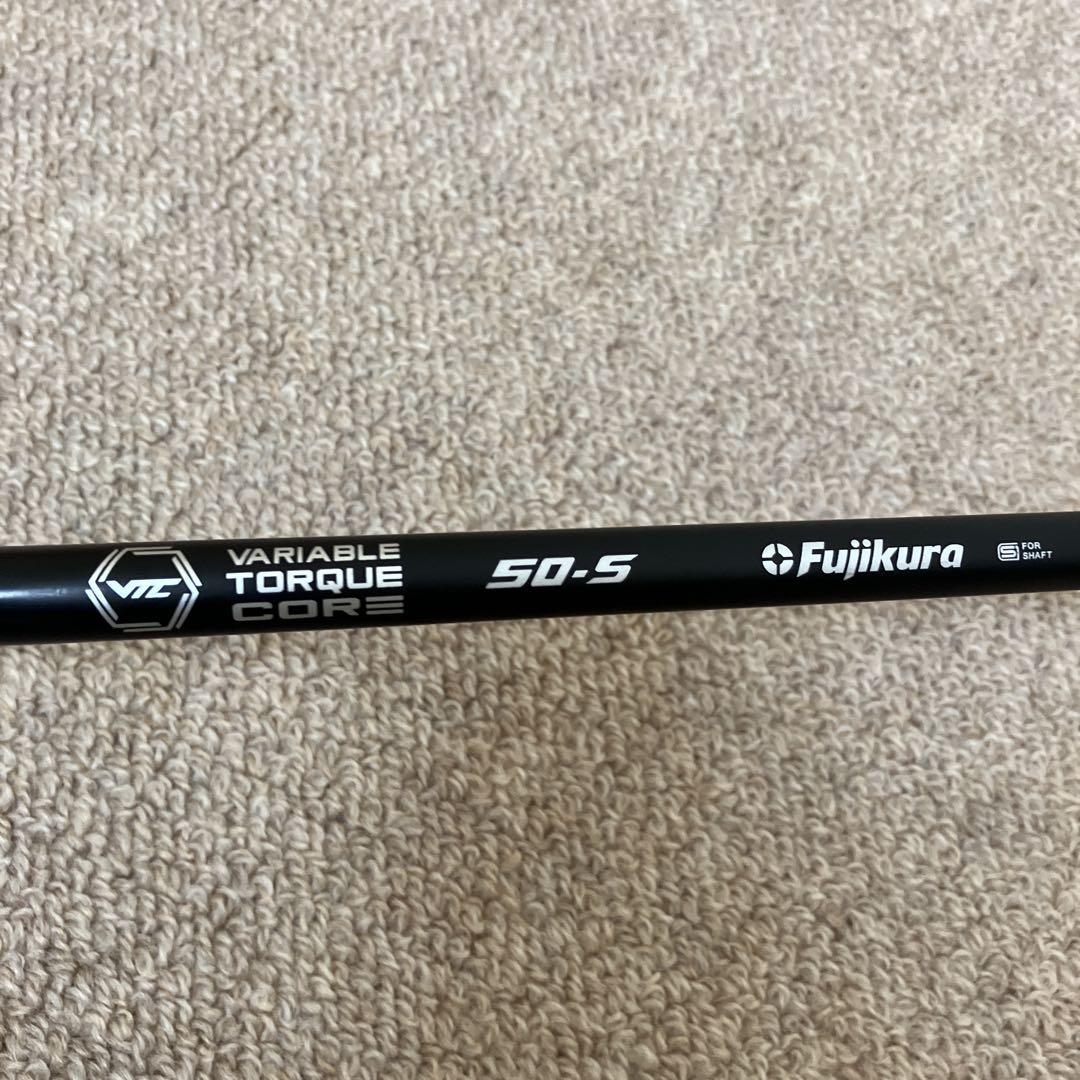 VTC
VARIABLE
TORQUE
CORE
50-S
Fujikura
S FOR
SHAFT